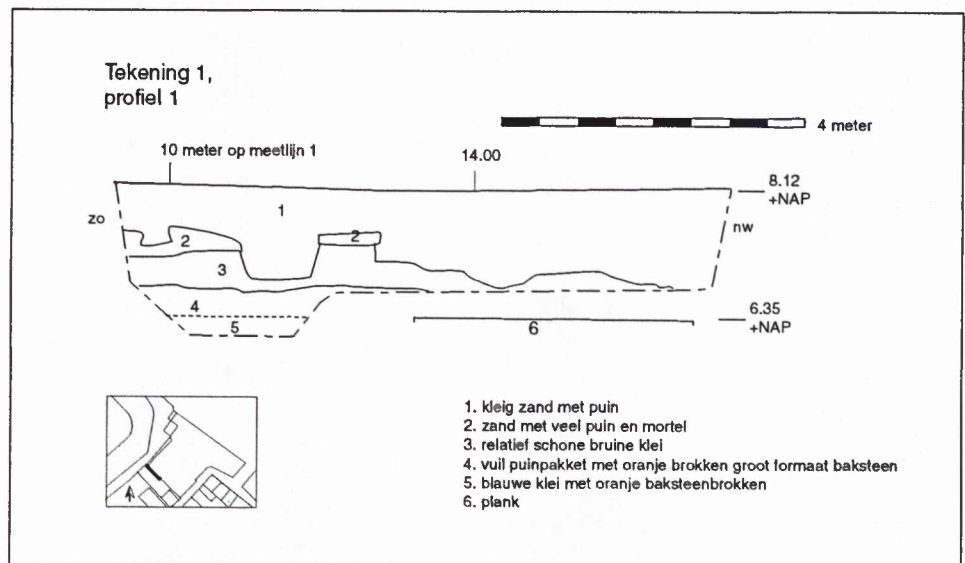 Tekening 1,
profiel 1
4 meter
10 meter op meetlijn 1
14.00
8.12
+NAP
zo
1
nw
2
2
3
4
5
6
6.35
+NAP
1. kleig zand met puin
2. zand met veel puin en mortel
3. relatief schone bruine klei
4. vuil puinpakket met oranje brokken groot formaat baksteen
5. blauwe klei met oranje baksteenbrokken
6. plank